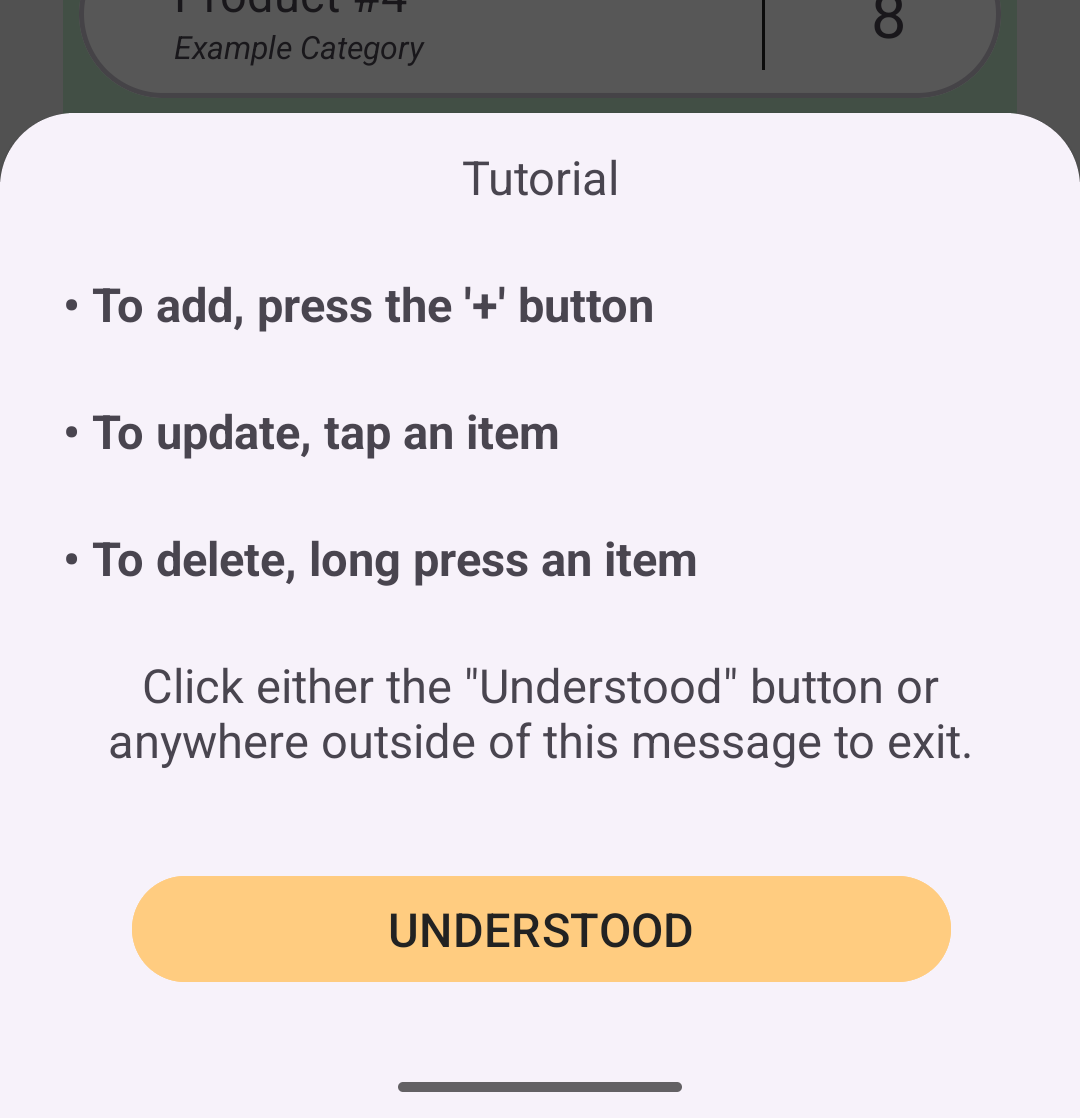 Product #4
Example Category
8
Tutorial
• To add, press the '+' button
• To update, tap an item
• To delete, long press an item
Click either the "Understood" button or
anywhere outside of this message to exit.
UNDERSTOOD